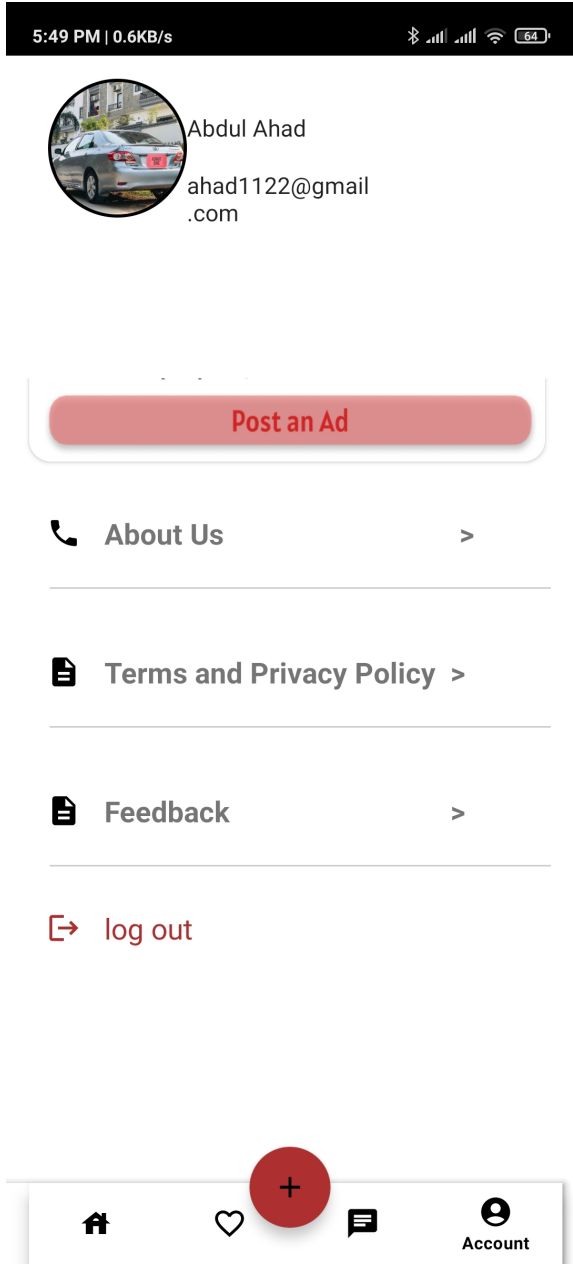 5:49 PM | 0.6KB/s
64
Abdul Ahad
ahad1122@gmail
.com
Post an Ad
About Us >
Terms and Privacy Policy >
Feedback >
log out
+
Account